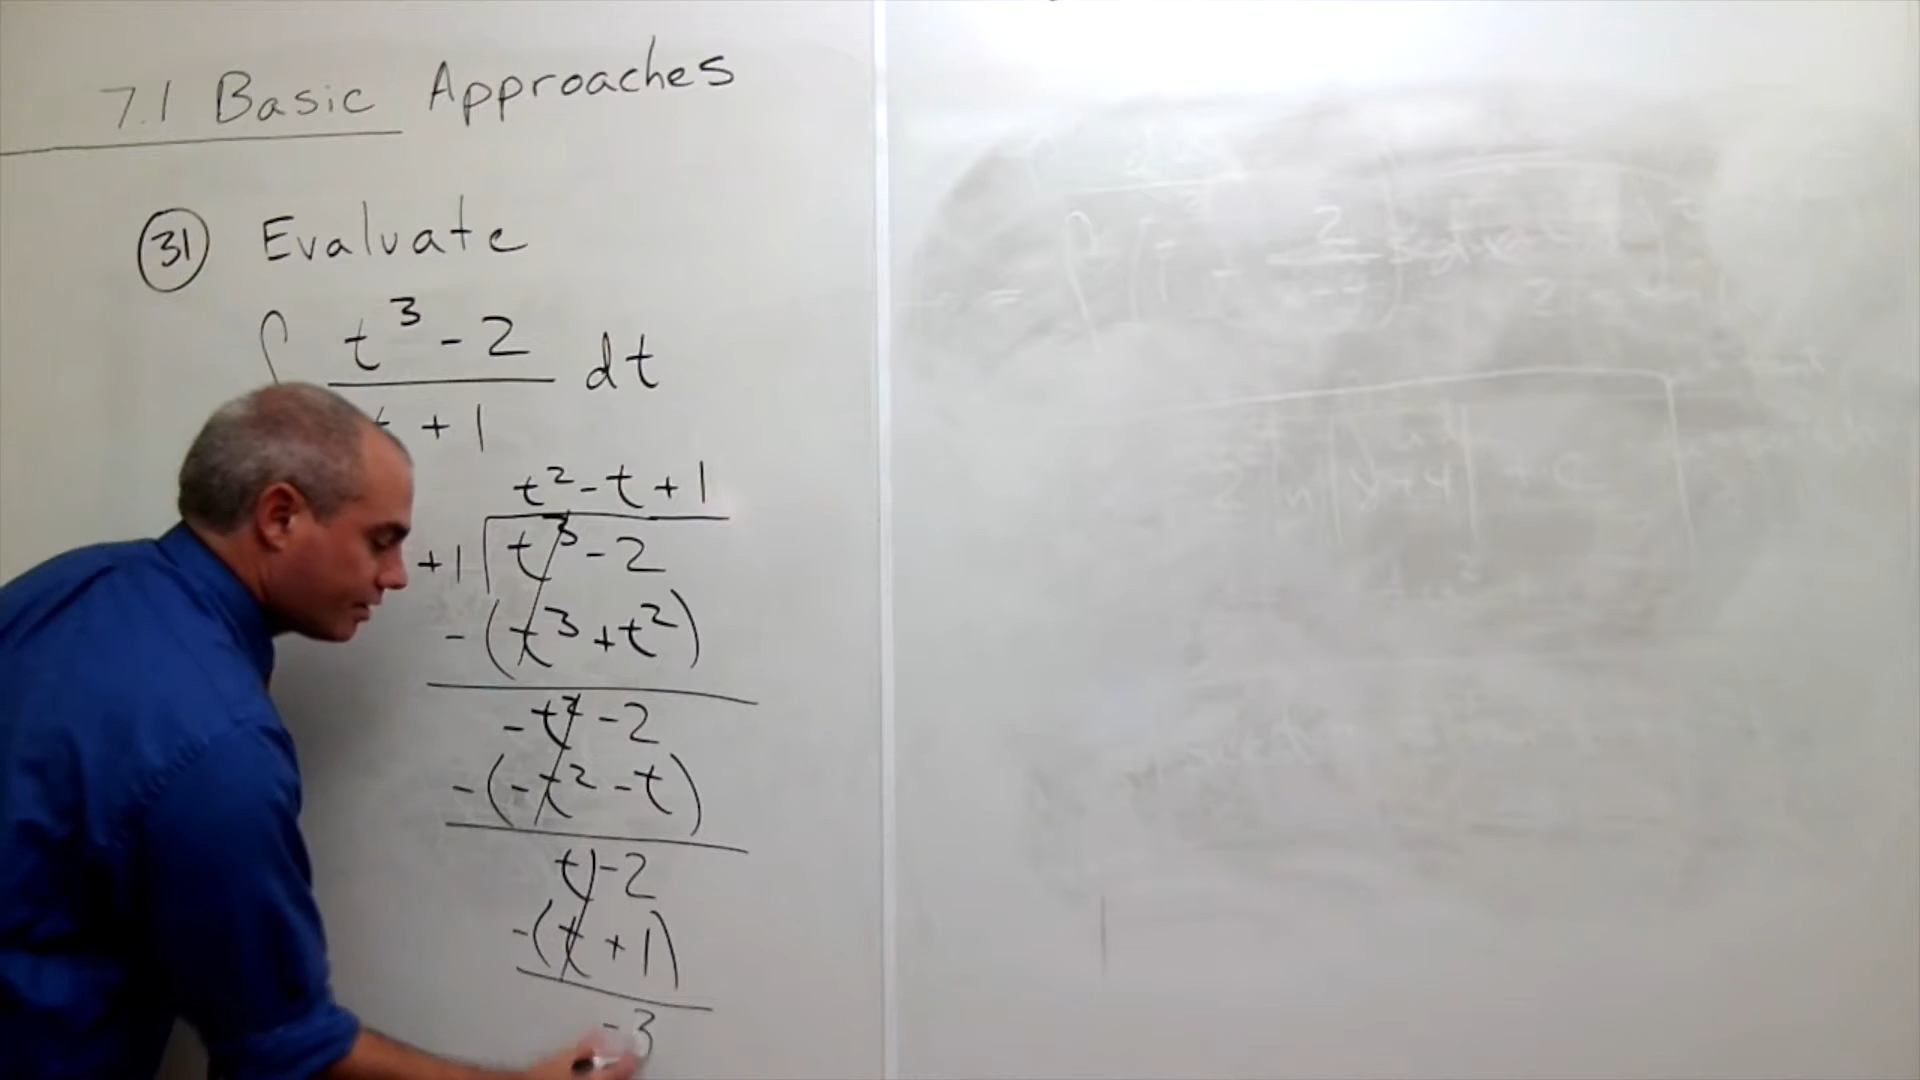 7.1 Basic Approaches
31 Evaluate
∫ t³ - 2 dt
t + 1
t² - t + 1
+1 t³ - 2
- (t³ + t²)
- t² - 2
- (- t² - t)
t - 2
- (t + 1)
- 3